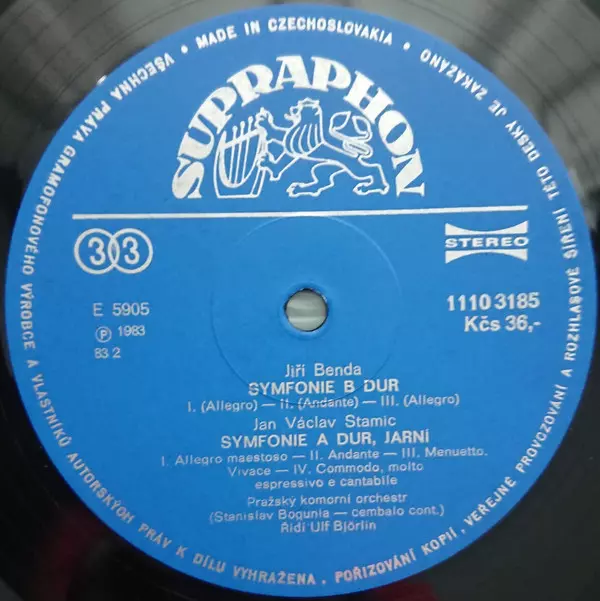 VŠECHNA PRÁVA GRAMOFONOVÉHO VÝROBCE A VLASTNÍKŮ AUTORSKÝCH PRÁV K DÍLU VYHRAŽENA. POŘIZOVÁNÍ KOPIÍ, VEŘEJNÉ PROVOZOVÁNÍ A ROZHLASOVÉ ŠÍŘENÍ TÉTO DESKY JE ZAKÁZÁNO • MADE IN CZECHOSLOVAKIA •
SUPRAPHON
33
STEREO
E 5905
℗ 1983
83 2
1110 3185
Kčs 36,-
Jiří Benda
SYMFONIE B DUR
I. (Allegro) — II. (Andante) — III. (Allegro)
Jan Václav Stamic
SYMFONIE A DUR, JARNÍ
I. Allegro maestoso — II. Andante — III. Menuetto.
Vivace — IV. Commodo, molto
espressivo e cantabile
Pražský komorní orchestr
(Stanislav Bogunia — cembalo cont.)
Řídí Ulf Björlin